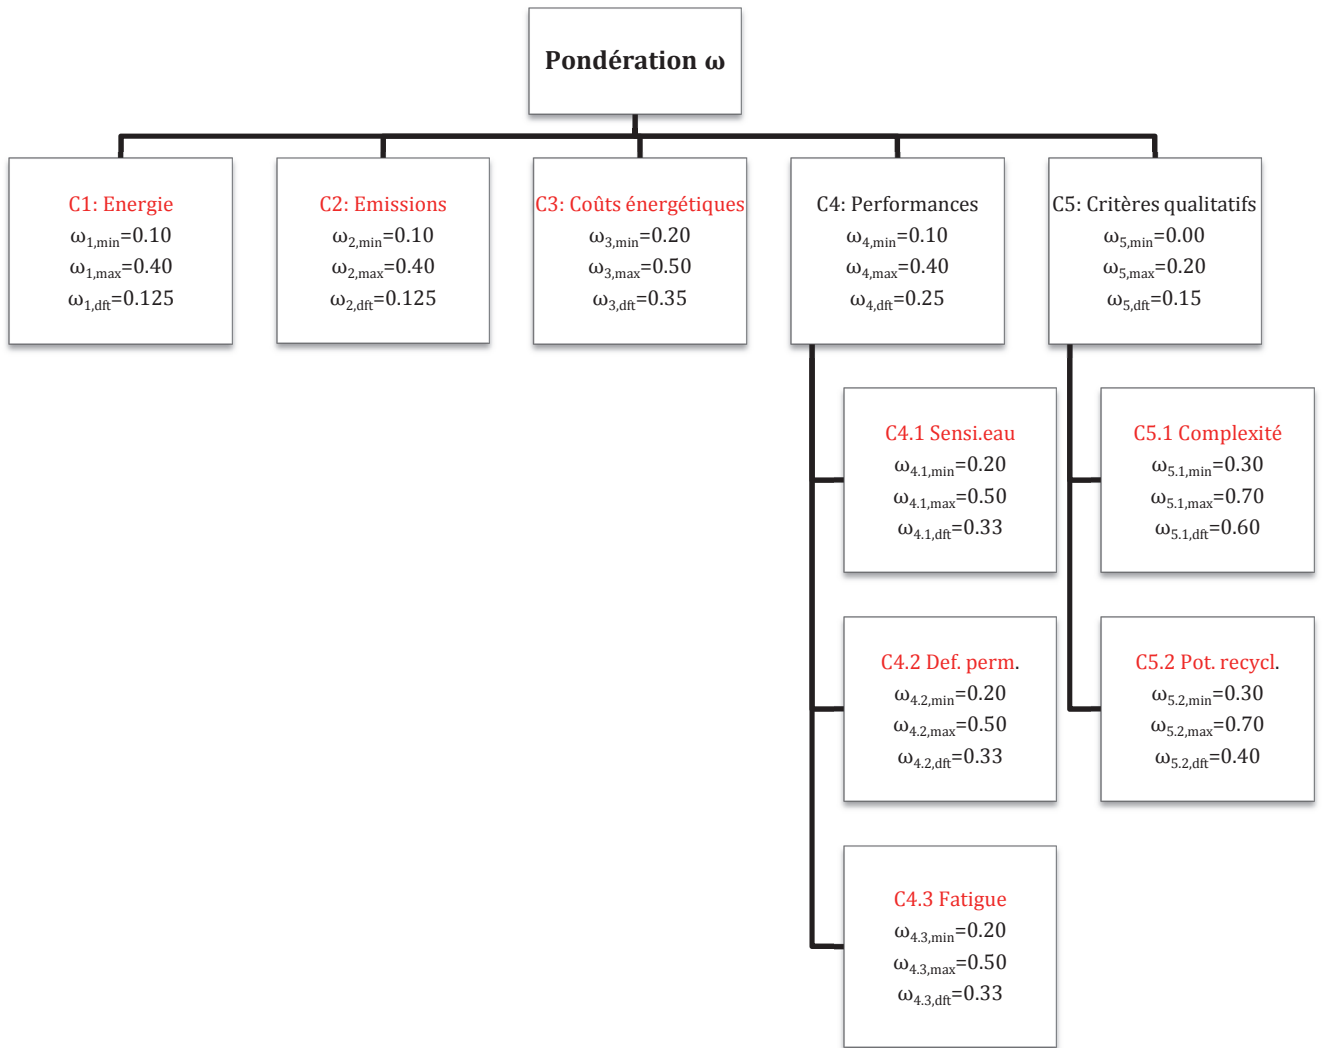 Pondération ω
C1: Energie
ω1,min=0.10
ω1,max=0.40
ω1,dft=0.125
C2: Emissions
ω2,min=0.10
ω2,max=0.40
ω2,dft=0.125
C3: Coûts énergétiques
ω3,min=0.20
ω3,max=0.50
ω3,dft=0.35
C4: Performances
ω4,min=0.10
ω4,max=0.40
ω4,dft=0.25
C5: Critères qualitatifs
ω5,min=0.00
ω5,max=0.20
ω5,dft=0.15
C4.1 Sensi.eau
ω4.1,min=0.20
ω4.1,max=0.50
ω4.1,dft=0.33
C5.1 Complexité
ω5.1,min=0.30
ω5.1,max=0.70
ω5.1,dft=0.60
C4.2 Def. perm.
ω4.2,min=0.20
ω4.2,max=0.50
ω4.2,dft=0.33
C5.2 Pot. recycl.
ω5.2,min=0.30
ω5.2,max=0.70
ω5.2,dft=0.40
C4.3 Fatigue
ω4.3,min=0.20
ω4.3,max=0.50
ω4.3,dft=0.33